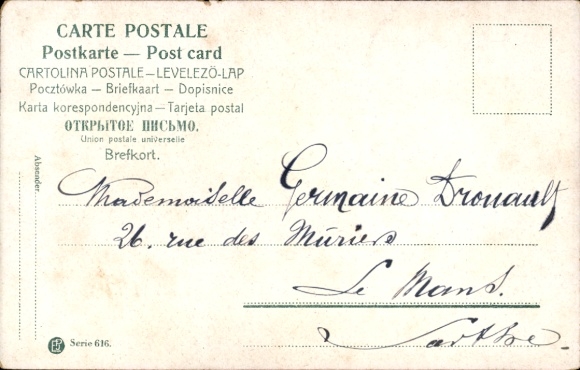 CARTE POSTALE
Postkarte — Post card
CARTOLINA POSTALE — LEVELEZŐ-LAP
Pocztówka — Briefkaart — Dopisnice
Karta korespondencyjna — Tarjeta postal
ОТКРЫТОЕ ПИСЬМО.
Union postale universelle
Brefkort.
Absender
Mademoiselle Germaine Drouault
26. rue des Mûriers
Le Mans.
Sarthe.
Serie 616.